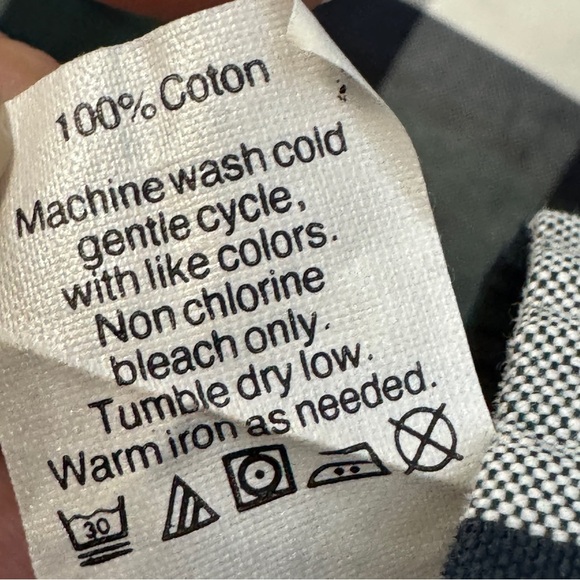 100% Coton
Machine wash cold
gentle cycle,
with like colors.
Non chlorine
bleach only.
Tumble dry low.
Warm iron as needed.
30